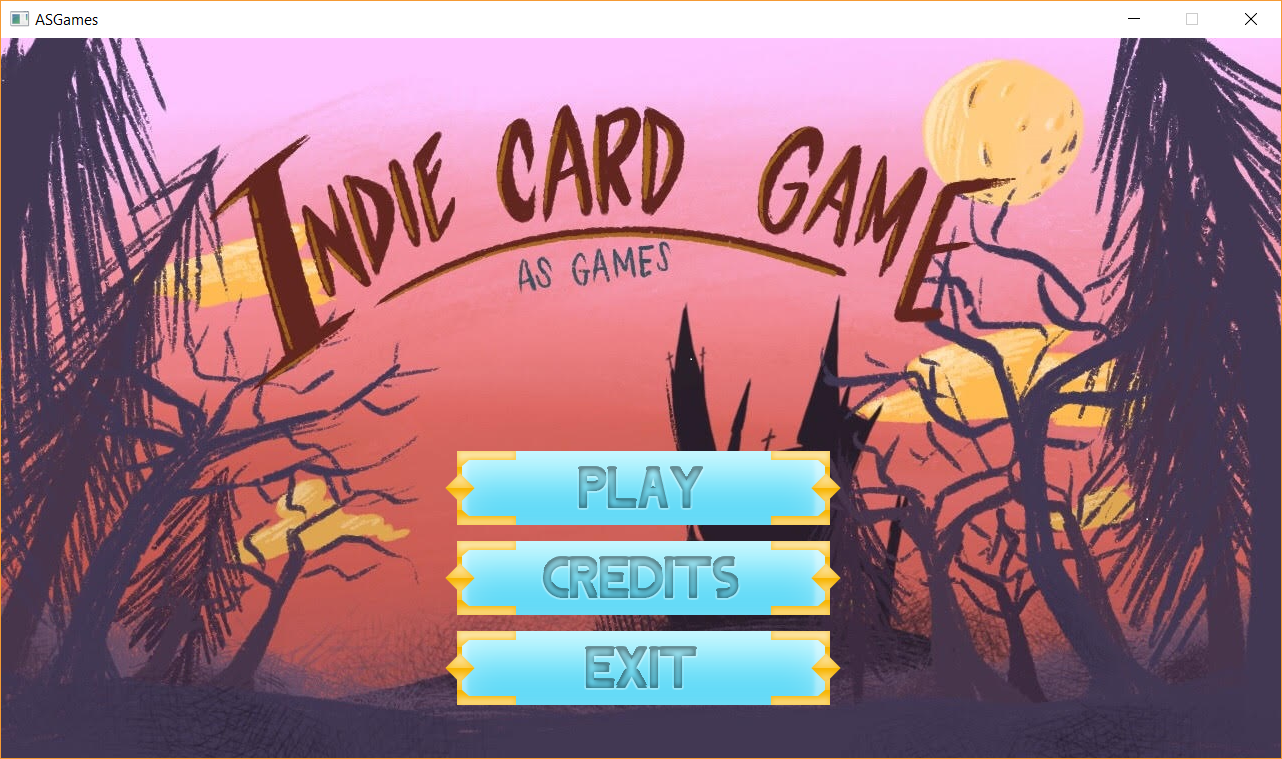 ASGames
INDIE CARD GAME
AS GAMES
PLAY
CREDITS
EXIT